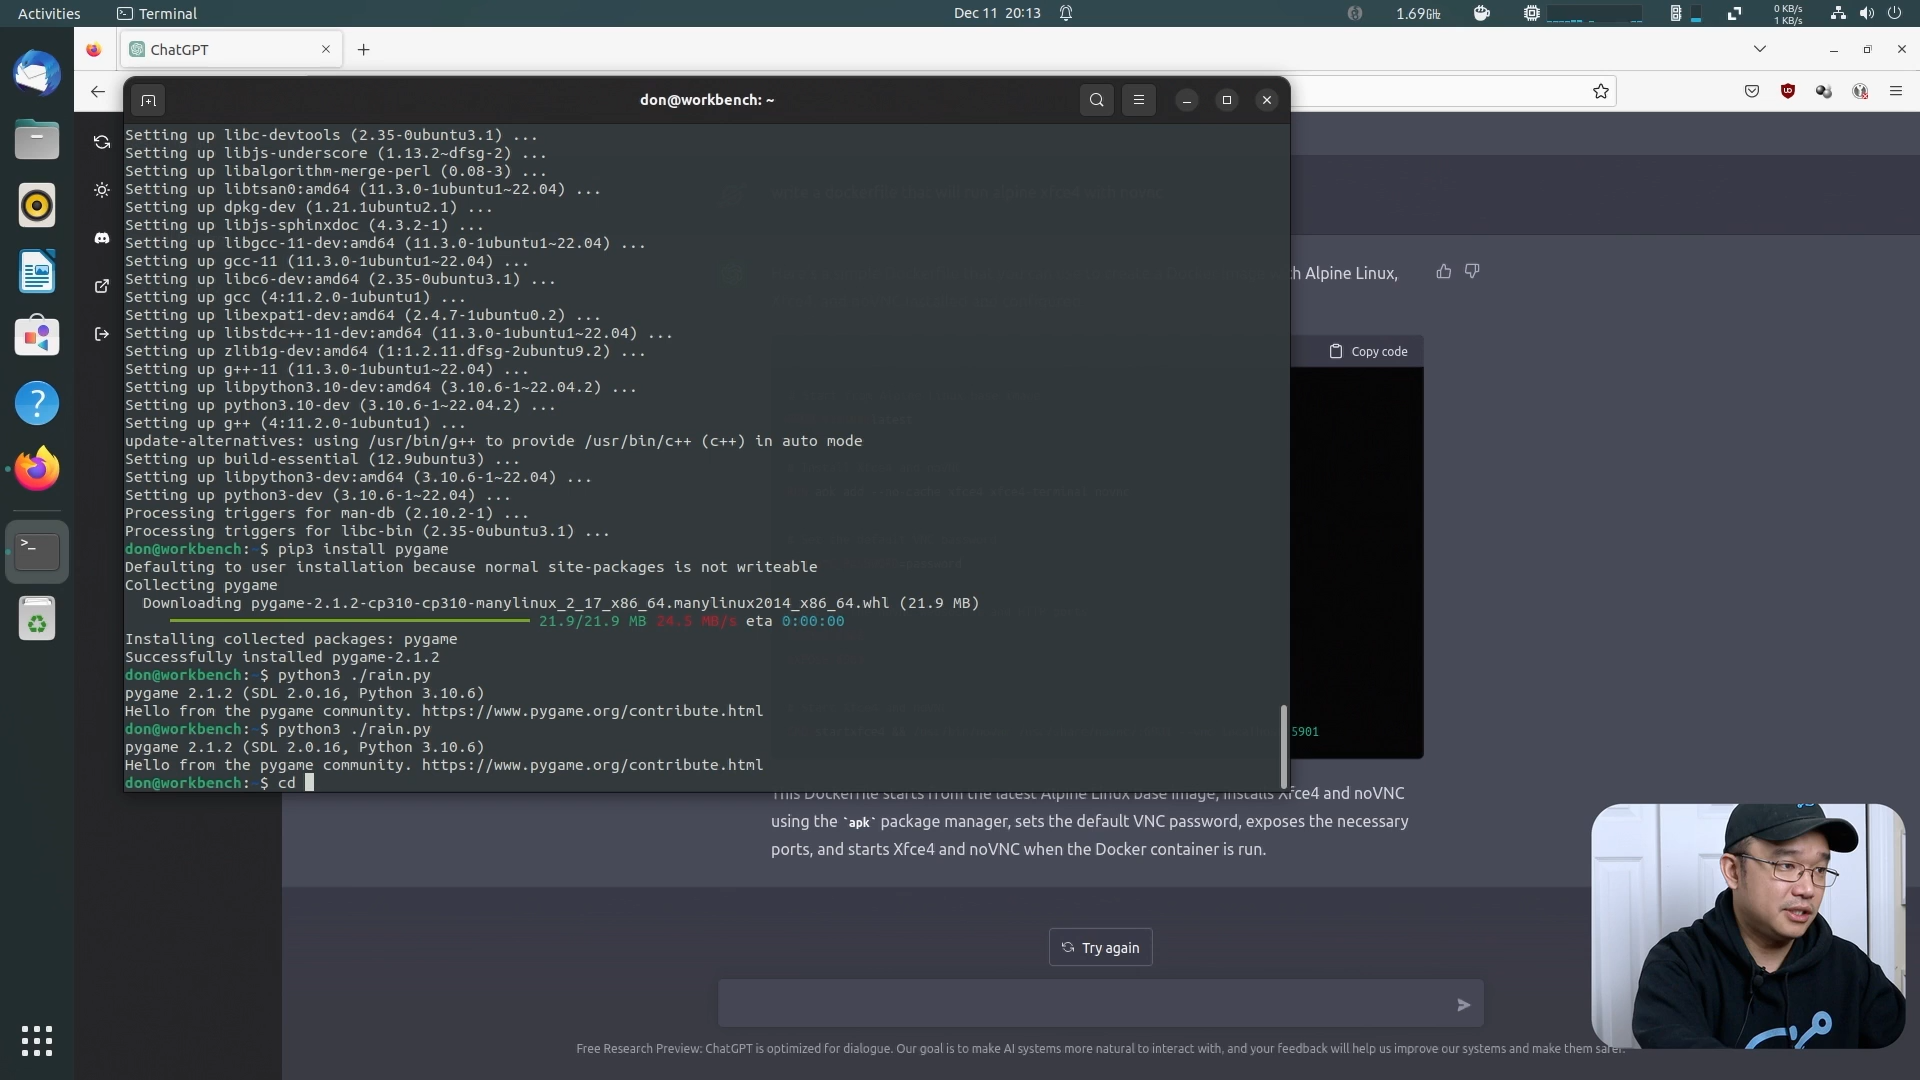 Activities
Terminal
Dec 11 20:13
1.69GHz
0 KB/s
1 KB/s
ChatGPT
don@workbench: ~
Setting up libc-devtools (2.35-0ubuntu3.1) ...
Setting up libjs-underscore (1.13.2~dfsg-2) ...
Setting up libalgorithm-merge-perl (0.08-3) ...
Setting up libtsan0:amd64 (11.3.0-1ubuntu1~22.04) ...
Setting up dpkg-dev (1.21.1ubuntu2.1) ...
Setting up libjs-sphinxdoc (4.3.2-1) ...
Setting up libgcc-11-dev:amd64 (11.3.0-1ubuntu1~22.04) ...
Setting up gcc-11 (11.3.0-1ubuntu1~22.04) ...
Setting up libc6-dev:amd64 (2.35-0ubuntu3.1) ...
Setting up gcc (4:11.2.0-1ubuntu1) ...
Setting up libexpat1-dev:amd64 (2.4.7-1ubuntu0.2) ...
Setting up libstdc++-11-dev:amd64 (11.3.0-1ubuntu1~22.04) ...
Setting up zlib1g-dev:amd64 (1:1.2.11.dfsg-2ubuntu9.2) ...
Setting up g++-11 (11.3.0-1ubuntu1~22.04) ...
Setting up libpython3.10-dev:amd64 (3.10.6-1~22.04.2) ...
Setting up python3.10-dev (3.10.6-1~22.04.2) ...
Setting up g++ (4:11.2.0-1ubuntu1) ...
update-alternatives: using /usr/bin/g++ to provide /usr/bin/c++ (c++) in auto mode
Setting up build-essential (12.9ubuntu3) ...
Setting up libpython3-dev:amd64 (3.10.6-1~22.04) ...
Setting up python3-dev (3.10.6-1~22.04) ...
Processing triggers for man-db (2.10.2-1) ...
Processing triggers for libc-bin (2.35-0ubuntu3.1) ...
don@workbench:~$ pip3 install pygame
Defaulting to user installation because normal site-packages is not writeable
Collecting pygame
Downloading pygame-2.1.2-cp310-cp310-manylinux_2_17_x86_64.manylinux2014_x86_64.whl (21.9 MB)
21.9/21.9 MB 24.5 MB/s eta 0:00:00
Installing collected packages: pygame
Successfully installed pygame-2.1.2
don@workbench:~$ python3 ./rain.py
pygame 2.1.2 (SDL 2.0.16, Python 3.10.6)
Hello from the pygame community. https://www.pygame.org/contribute.html
don@workbench:~$ python3 ./rain.py
pygame 2.1.2 (SDL 2.0.16, Python 3.10.6)
Hello from the pygame community. https://www.pygame.org/contribute.html
don@workbench:~$ cd
write a dockerfile that will run alpine xfce4 with novnc
h Alpine Linux,
Copy code
5901
This Dockerfile starts from the latest Alpine Linux base image, installs Xfce4 and noVNC
using the `apk` package manager, sets the default VNC password, exposes the necessary
ports, and starts Xfce4 and noVNC when the Docker container is run.
Try again
Free Research Preview: ChatGPT is optimized for dialogue. Our goal is to make AI systems more natural to interact with, and your feedback will help us improve our systems and make them safer.